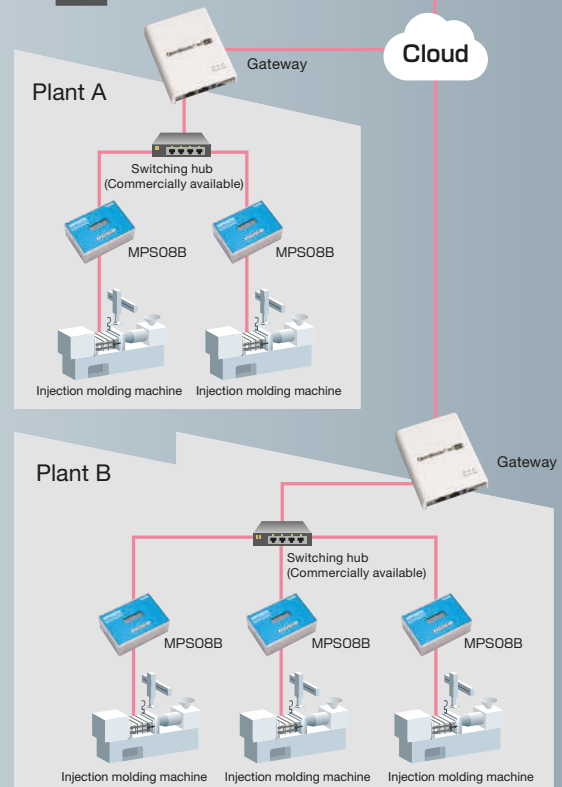 Cloud
Gateway
Plant A
Switching hub
(Commercially available)
MPS08B
MPS08B
Injection molding machine
Injection molding machine
Gateway
Plant B
Switching hub
(Commercially available)
MPS08B
MPS08B
MPS08B
Injection molding machine
Injection molding machine
Injection molding machine